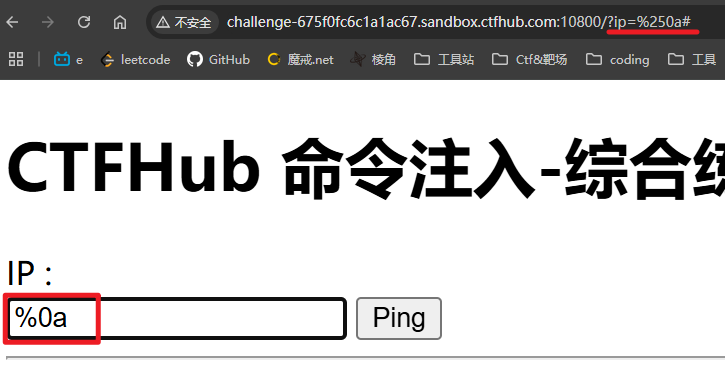 不安全 challenge-675f0fc6c1a1ac67.sandbox.ctfhub.com:10800/?ip=%250a#
e leetcode GitHub 魔戒.net 棱角 工具站 Ctf&靶场 coding 工具
CTFHub 命令注入-综合
IP :
%0a Ping